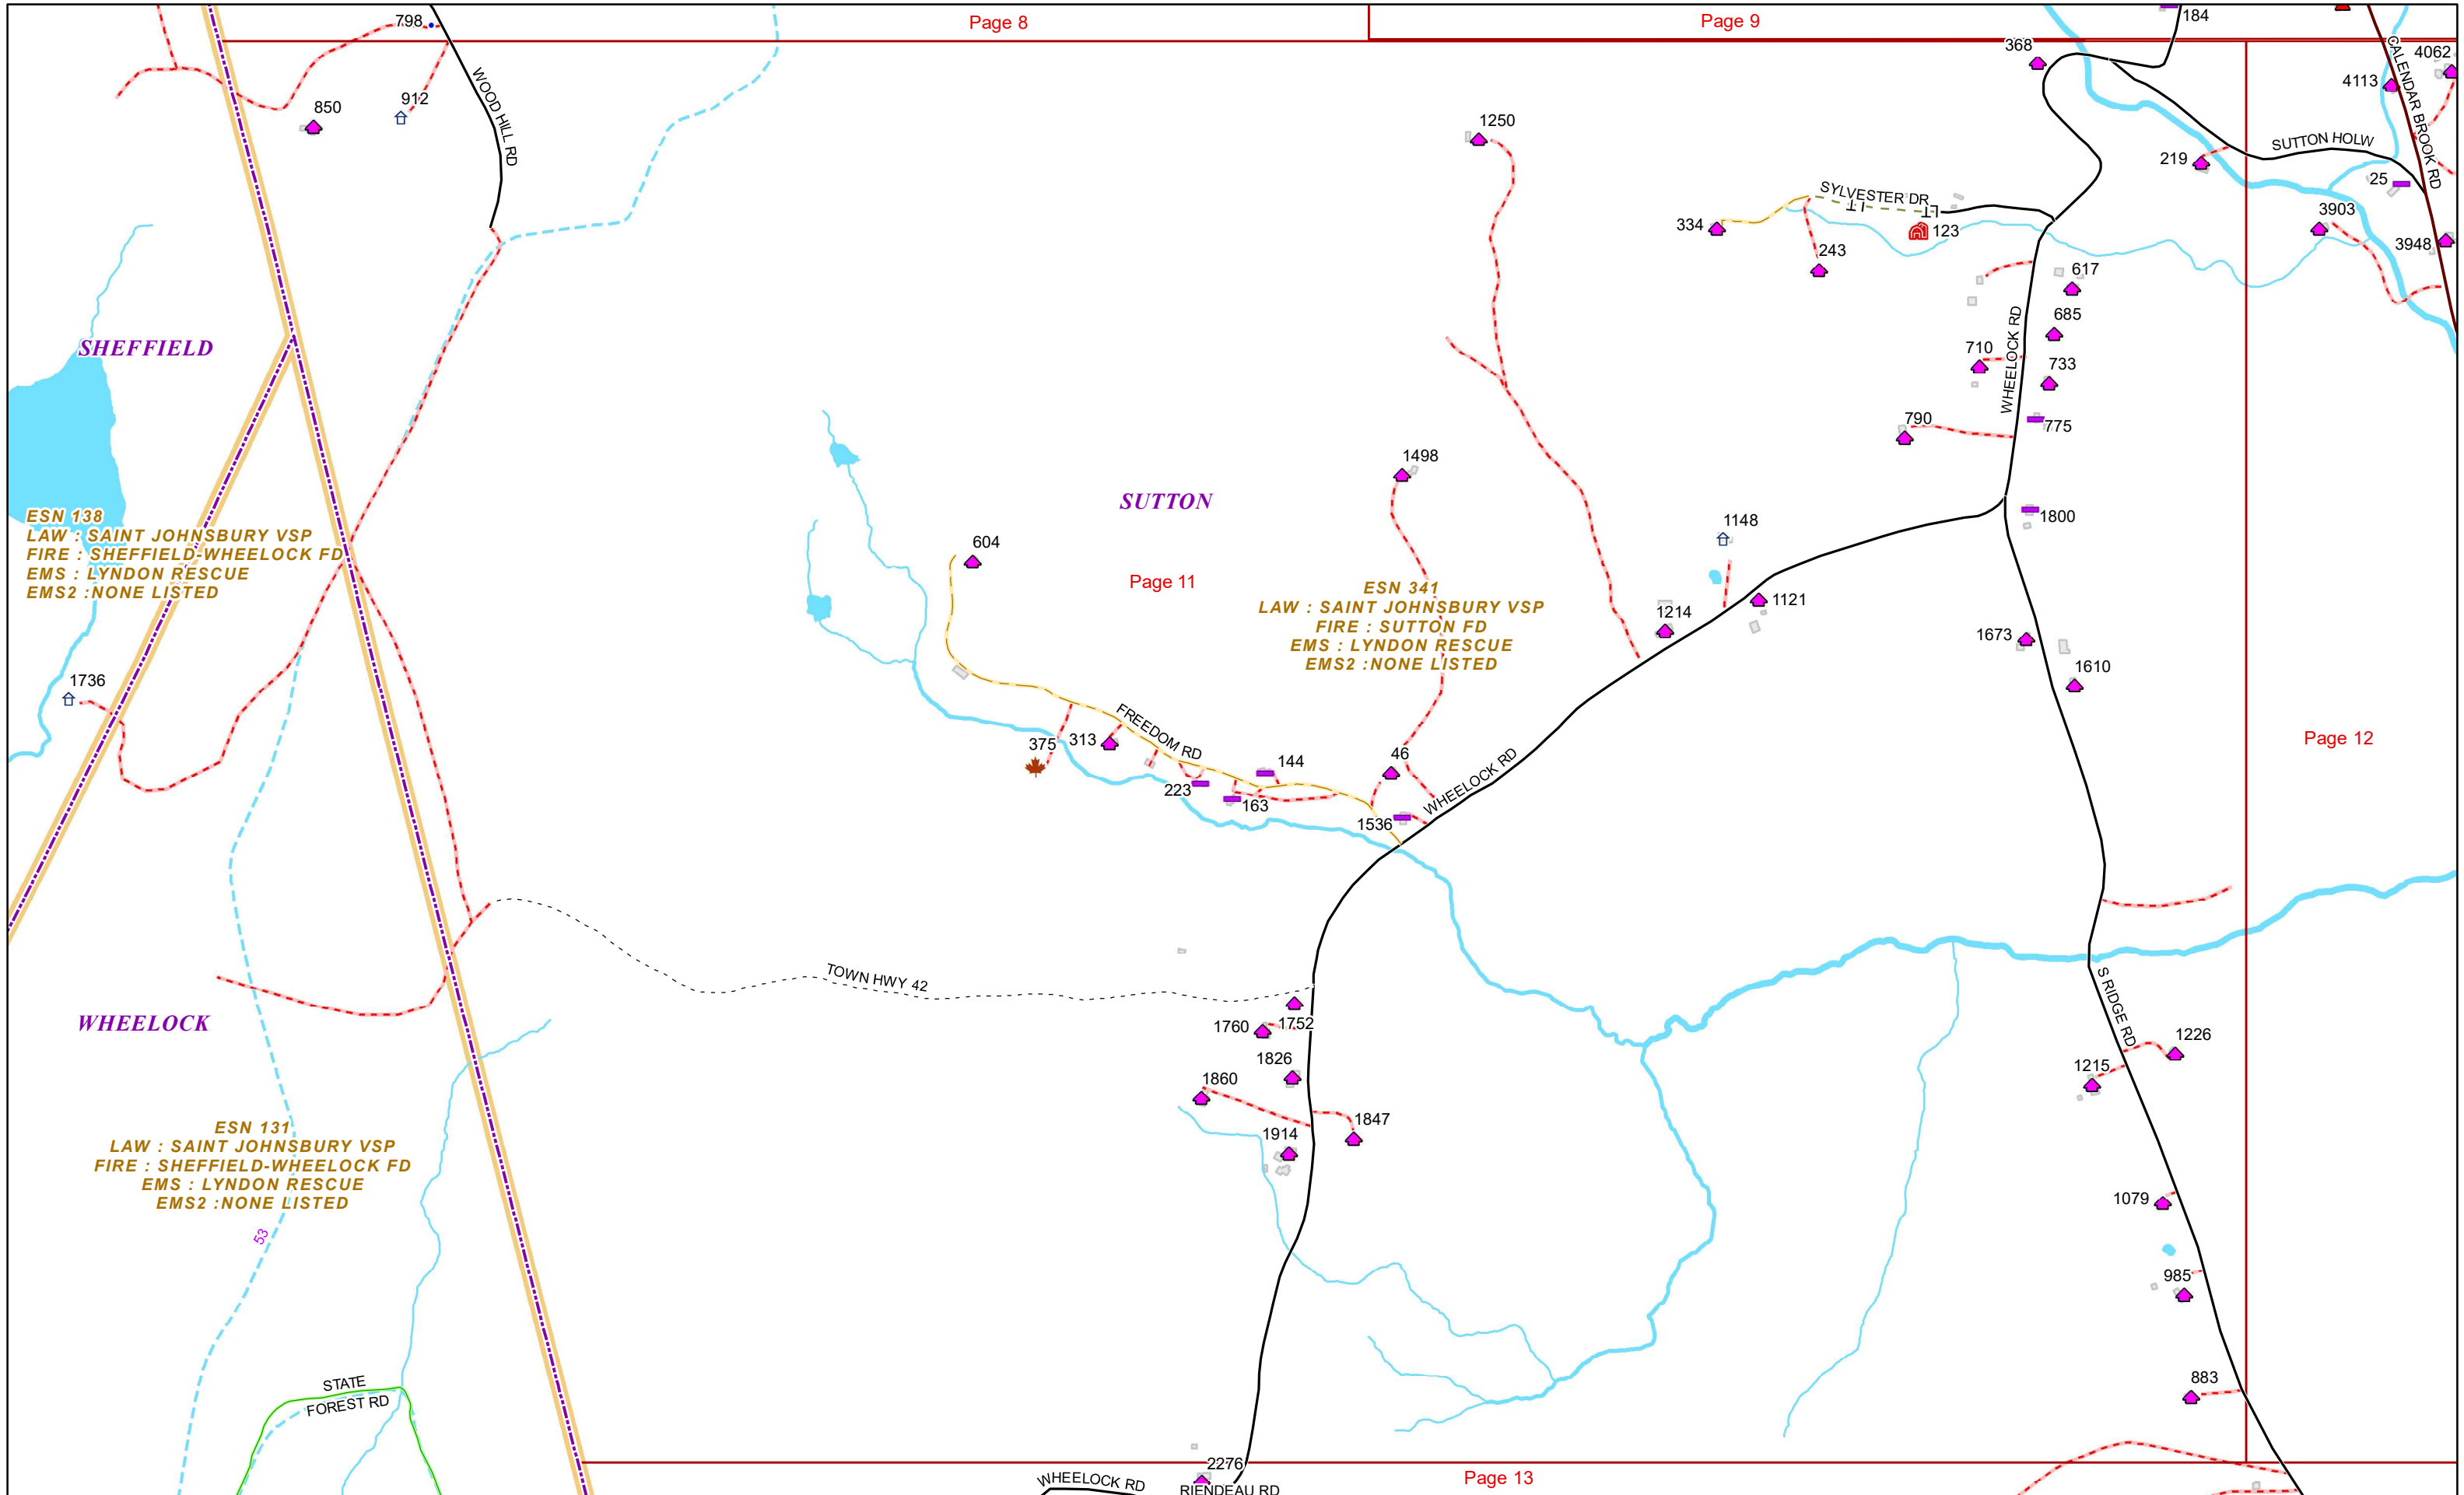 798
Page 8
Page 9
184
368
CALENDAR BROOK RD
4062
4113
850
912
WOOD HILL RD
1250
SUTTON HOLW
219
25
SYLVESTER DR
334
123
243
3903
3948
617
685
SHEFFIELD
710
WHEELOCK RD
733
790
775
1498
SUTTON
ESN 138
LAW : SAINT JOHNSBURY VSP
FIRE : SHEFFIELD-WHEELOCK FD
EMS : LYNDON RESCUE
EMS2 :NONE LISTED
1148
1800
604
Page 11
ESN 341
LAW : SAINT JOHNSBURY VSP
FIRE : SUTTON FD
EMS : LYNDON RESCUE
EMS2 :NONE LISTED
1214
1121
1673
1610
1736
FREEDOM RD
375
313
144
46
WHEELOCK RD
Page 12
223
163
1536
TOWN HWY 42
S RIDGE RD
WHEELOCK
1760
1752
1226
1826
1215
1860
1847
1914
ESN 131
LAW : SAINT JOHNSBURY VSP
FIRE : SHEFFIELD-WHEELOCK FD
EMS : LYNDON RESCUE
EMS2 :NONE LISTED
1079
53
985
STATE
FOREST RD
883
2276
WHEELOCK RD
RIENDEAU RD
Page 13